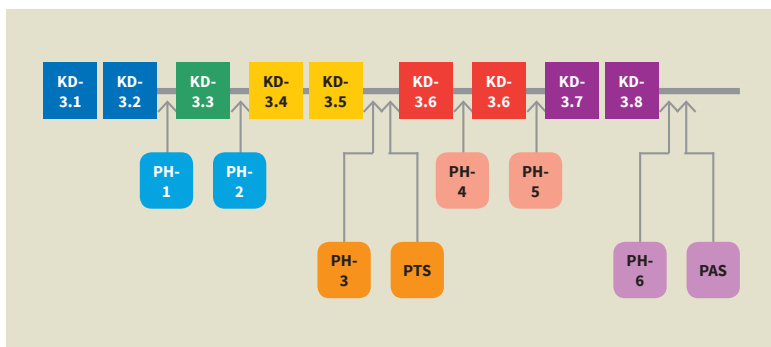 KD-
3.1
KD-
3.2
KD-
3.3
KD-
3.4
KD-
3.5
KD-
3.6
KD-
3.6
KD-
3.7
KD-
3.8
PH-
1
PH-
2
PH-
4
PH-
5
PH-
3
PTS
PH-
6
PAS